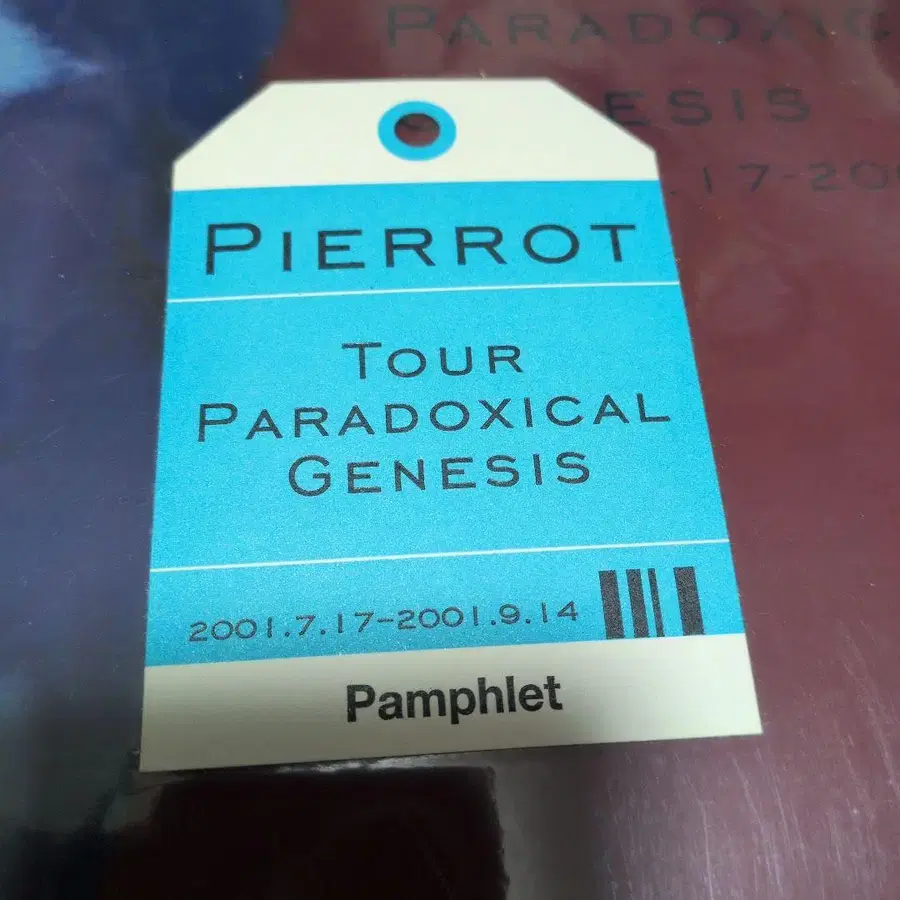 PARADOXIC
ESIS
.17-20
PIERROT
TOUR
PARADOXICAL
GENESIS
2001.7.17-2001.9.14
Pamphlet